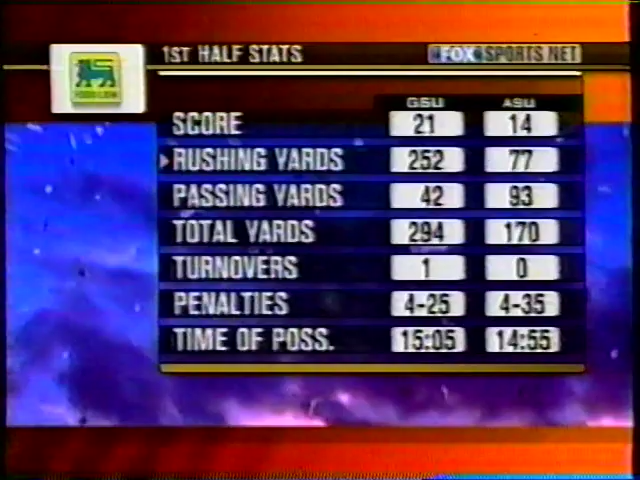 1ST HALF STATS FOX SPORTS NET
FOOD LION
GSU ASU
SCORE 21 14
RUSHING YARDS 252 77
PASSING YARDS 42 93
TOTAL YARDS 294 170
TURNOVERS 1 0
PENALTIES 4-25 4-35
TIME OF POSS. 15:05 14:55